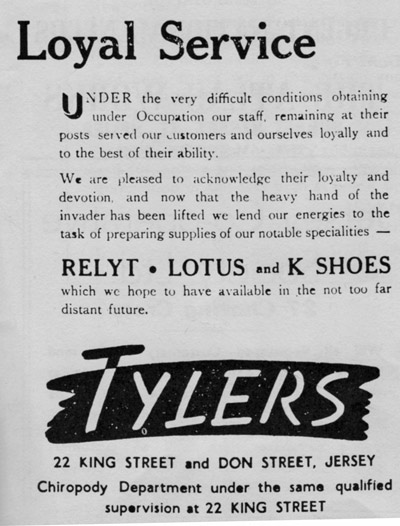 Loyal Service
UNDER the very difficult conditions obtaining
under Occupation our staff, remaining at their
posts served our customers and ourselves loyally and
to the best of their ability.
We are pleased to acknowledge their loyalty and
devotion, and now that the heavy hand of the
invader has been lifted we lend our energies to the
task of preparing supplies of our notable specialities —
RELYT • LOTUS and K SHOES
which we hope to have available in the not too far
distant future.
TYLERS
22 KING STREET and DON STREET, JERSEY
Chiropody Department under the same qualified
supervision at 22 KING STREET